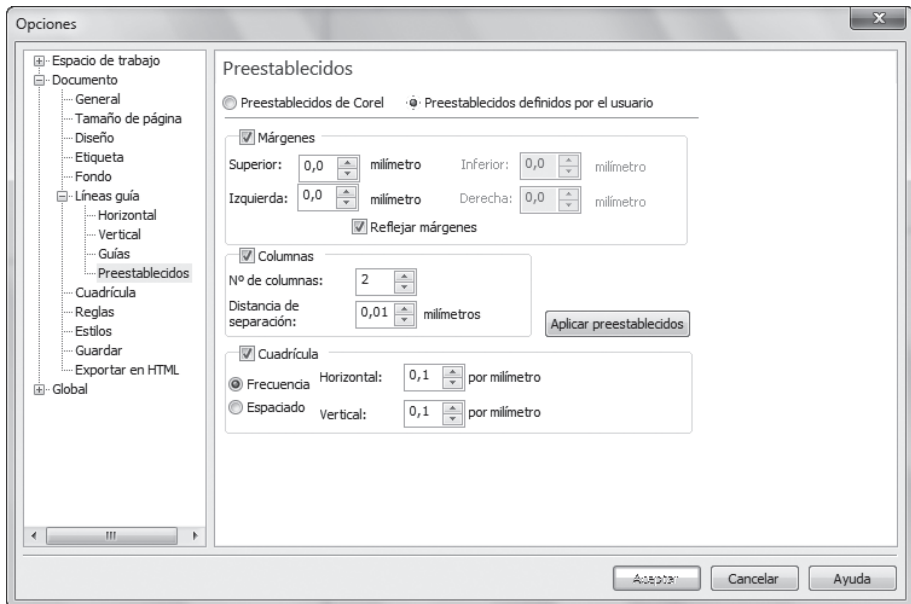 Opciones
X
Espacio de trabajo
Documento
General
Tamaño de página
Diseño
Etiqueta
Fondo
Líneas guía
Horizontal
Vertical
Guías
Preestablecidos
Cuadrícula
Reglas
Estilos
Guardar
Exportar en HTML
Global
Preestablecidos
Preestablecidos de Corel Preestablecidos definidos por el usuario
Márgenes
Superior: 0,0 milímetro Inferior: 0,0 milímetro
Izquierda: 0,0 milímetro Derecha: 0,0 milímetro
Reflejar márgenes
Columnas
Nº de columnas: 2
Distancia de
separación: 0,01 milímetros
Aplicar preestablecidos
Cuadrícula
Frecuencia Horizontal: 0,1 por milímetro
Espaciado Vertical: 0,1 por milímetro
Aceptar Cancelar Ayuda